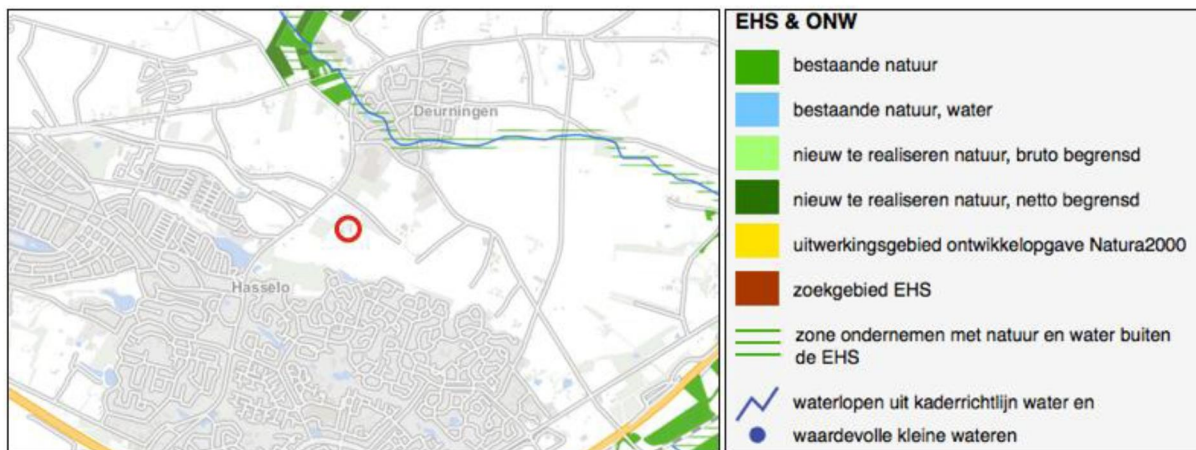 Deurningen
Hasselo
EHS & ONW
bestaande natuur
bestaande natuur, water
nieuw te realiseren natuur, bruto begrensd
nieuw te realiseren natuur, netto begrensd
uitwerkingsgebied ontwikkelopgave Natura2000
zoekgebied EHS
zone ondernemen met natuur en water buiten
de EHS
waterlopen uit kaderrichtlijn water en
waardevolle kleine wateren